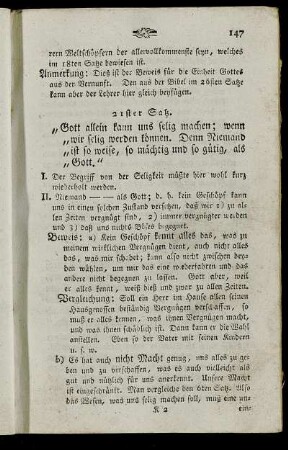 147
rern Weltschöpfern der allervollkommenste seyn, welches
im 18ten Satze bewiesen ist.
Anmerkung: Dies ist der Beweis für die Einheit Gottes
aus der Vernunft. Den aus der Bibel im 26sten Satze
kann aber der Lehrer hier gleich beyfügen.
21ster Satz.
„Gott allein kann uns selig machen; wenn
„wir selig werden können. Denn Niemand
„ist so weise, so mächtig und so gütig, als
„Gott.“
I. Der Begriff von der Seligkeit müßte hier wohl kurz
wiederholt werden.
II. Niemand — — als Gott; d. h. kein Geschöpf kann
uns in einen solchen Zustand versetzen, daß wir 1) zu al-
len Zeiten vergnügt sind, 2) immer vergnügter werden
und 3) daß uns nichts Böses begegnet.
Beweis: a) Kein Geschöpf kennt alles das, was zu
meinem wirklichen Vergnügen dient, auch nicht alles
das, was mir schadet; kann also nicht zwischen bey-
den wählen, um mir das eine zu verschaffen, und das
andere nicht begegnen zu lassen. Gott kennt aber, weil
er weise ist, beydes, und zwar zu allen Zeiten.
Vergleichung: Soll ein Herr im Hause allen seinen
Hausgenossen beständig Vergnügen verschaffen, so
muß er alles kennen, was ihnen Vergnügen macht,
und was ihnen schädlich ist. Dann kann er die Wahl
anstellen. Eben so der Vater mit seinen Kindern
u. s. w.
b) Es hat auch nicht Macht genug, uns alles zu ge-
ben und zu verschaffen, was es auch vielleicht als
gut und nützlich für uns anerkennt. Unsere Macht
ist eingeschränkt. Man vergleiche den 6ten Satz. Also
das Wesen, was uns selig machen soll, muß eine un-
K 2
eine